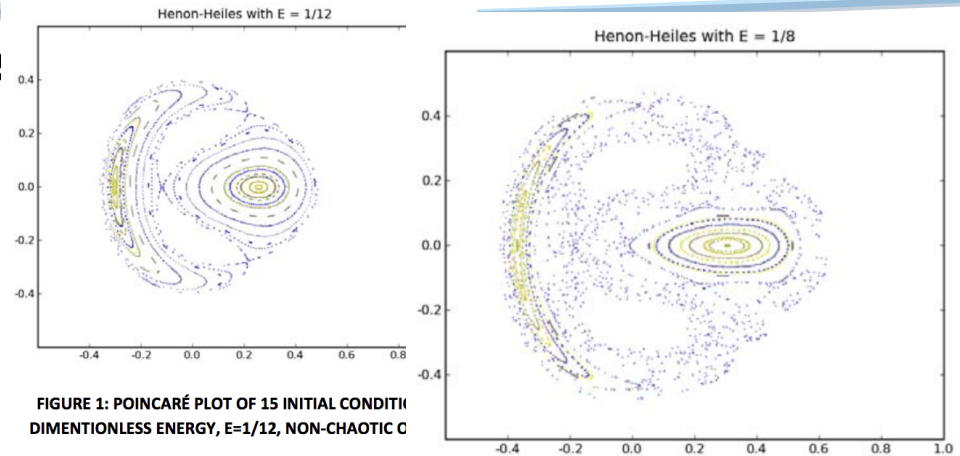 Henon-Heiles with E = 1/12
0.4
0.2
0.0
-0.2
-0.4
-0.4 -0.2 0.0 0.2 0.4 0.6 0.8
FIGURE 1: POINCARÉ PLOT OF 15 INITIAL
DIMENTIONLESS ENERGY, E=1/12, NON-CHAOTIC
Henon-Heiles with E = 1/8
0.4
0.2
0.0
-0.2
-0.4
-0.4 -0.2 0.0 0.2 0.4 0.6 0.8 1.0